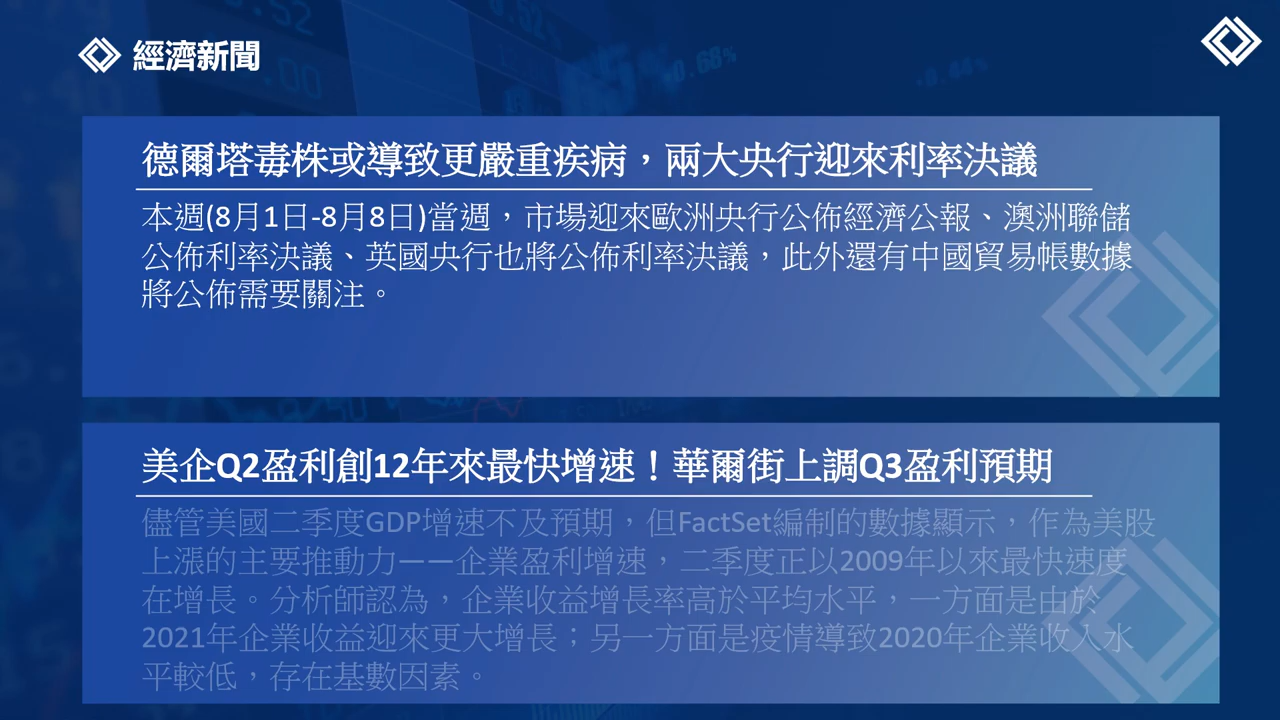 經濟新聞
德爾塔毒株或導致更嚴重疾病，兩大央行迎來利率決議
本週(8月1日-8月8日)當週，市場迎來歐洲央行公佈經濟公報、澳洲聯儲
公佈利率決議、英國央行也將公佈利率決議，此外還有中國貿易帳數據
將公佈需要關注。
美企Q2盈利創12年來最快增速！華爾街上調Q3盈利預期
儘管美國二季度GDP增速不及預期，但FactSet編制的數據顯示，作為美股
上漲的主要推動力——企業盈利增速，二季度正以2009年以來最快速度
在增長。分析師認為，企業收益增長率高於平均水平，一方面是由於
2021年企業收益迎來更大增長；另一方面是疫情導致2020年企業收入水
平較低，存在基數因素。